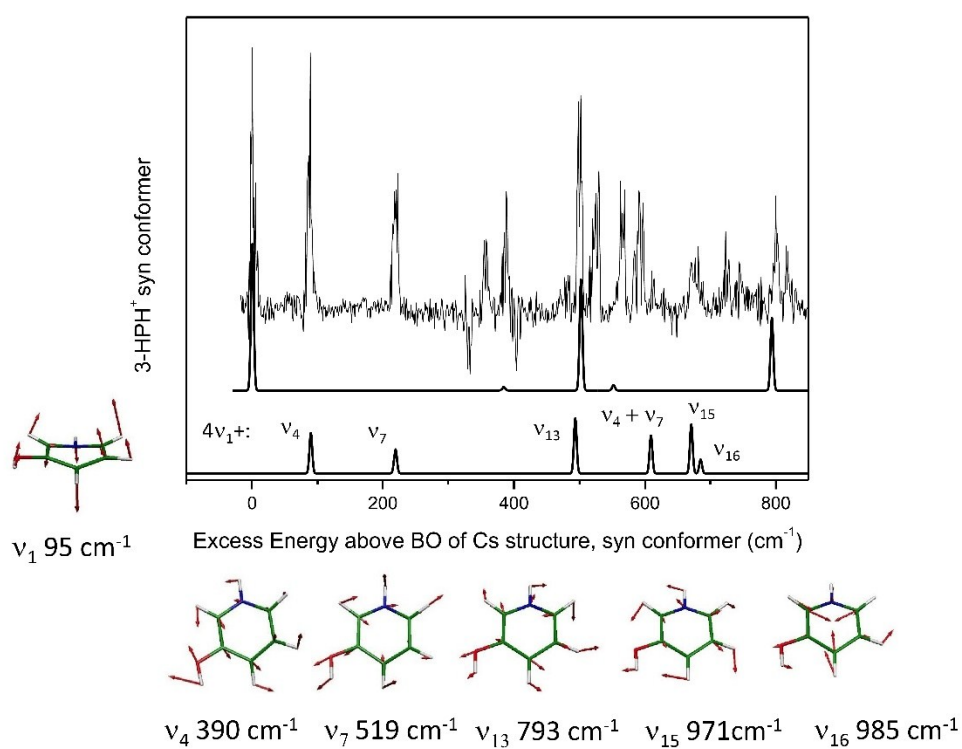 3-HPH⁺ syn conformer
4ν₁+:
ν₄
ν₇
ν₁₃
ν₄ + ν₇
ν₁₅
ν₁₆
0 200 400 600 800
Excess Energy above BO of Cs structure, syn conformer (cm⁻¹)
ν₁ 95 cm⁻¹
ν₄ 390 cm⁻¹ ν₇ 519 cm⁻¹ ν₁₃ 793 cm⁻¹ ν₁₅ 971cm⁻¹ ν₁₆ 985 cm⁻¹